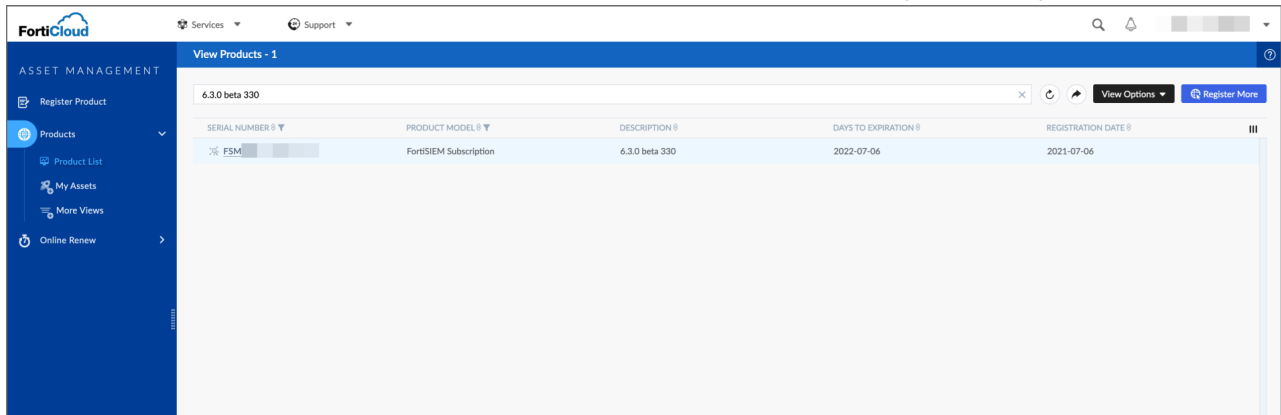 FortiCloud
Services
Support
ASSET MANAGEMENT
View Products - 1
Register Product
6.3.0 beta 330
View Options
Register More
Products
SERIAL NUMBER
PRODUCT MODEL
DESCRIPTION
DAYS TO EXPIRATION
REGISTRATION DATE
FSM
FortiSIEM Subscription
6.3.0 beta 330
2022-07-06
2021-07-06
Product List
My Assets
More Views
Online Renew